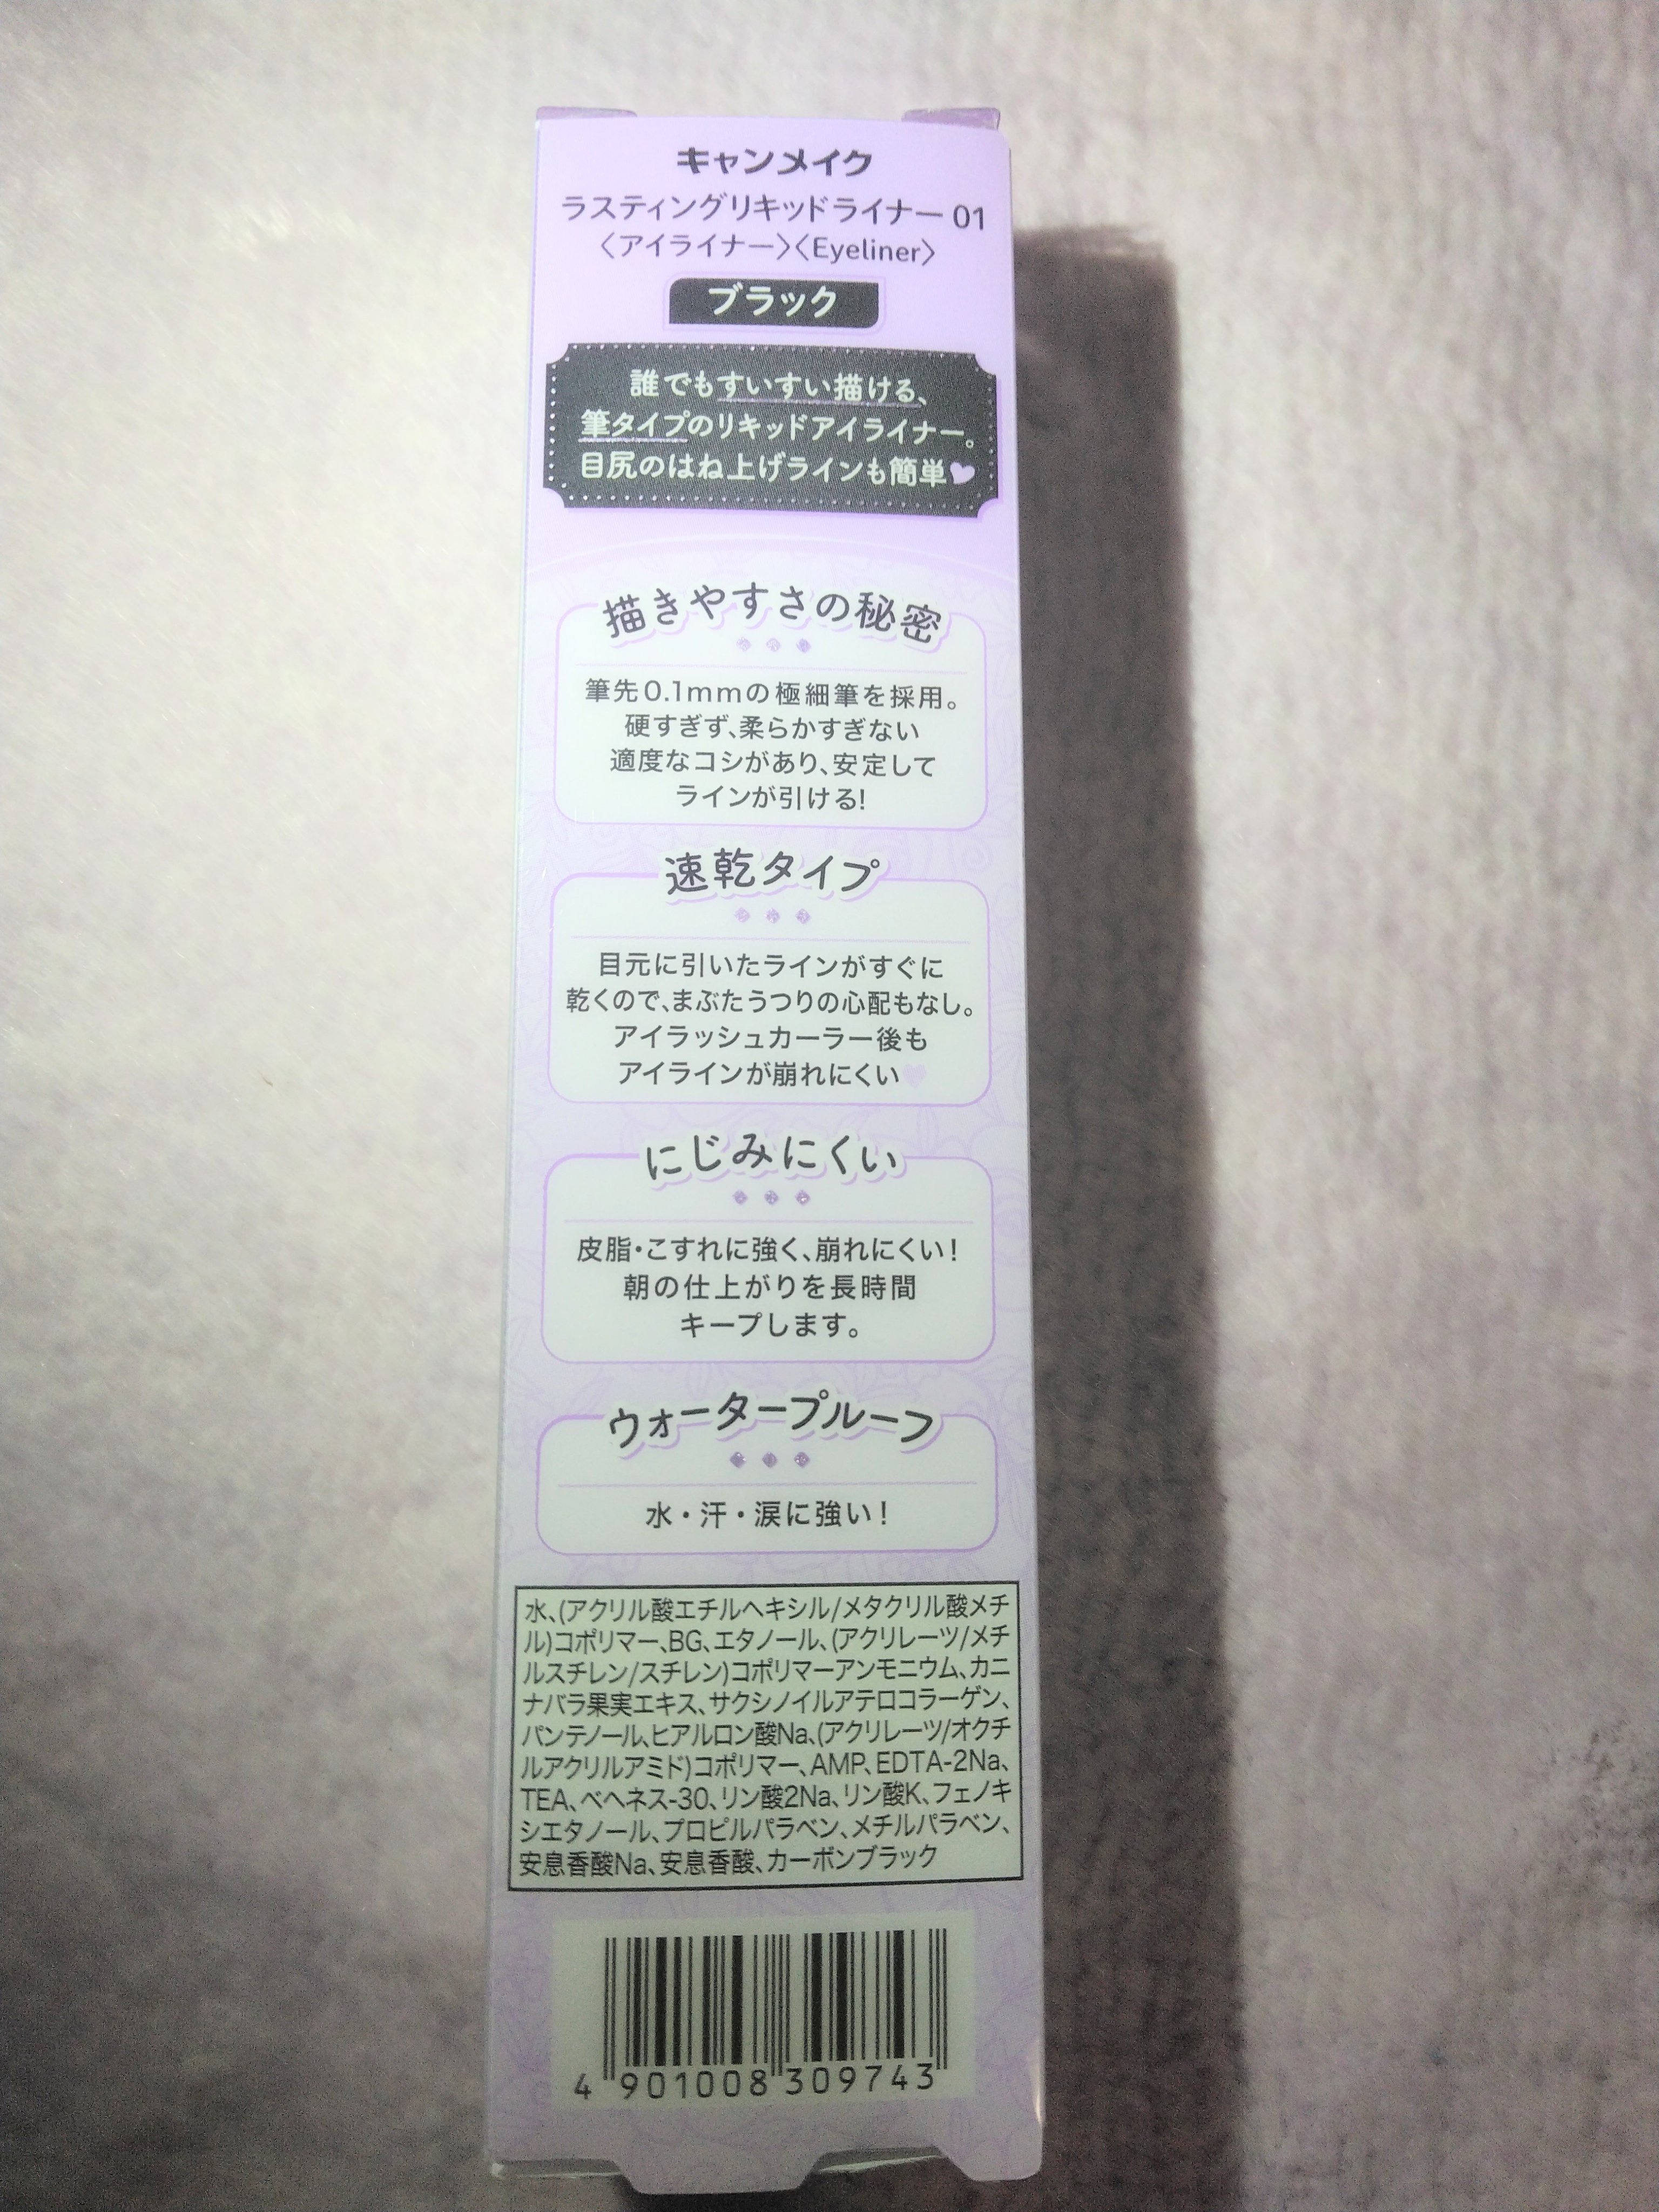 キャンメイク
ラスティングリキッドライナー 01
〈アイライナー〉〈Eyeliner〉
ブラック
誰でもすいすい描ける、
筆タイプのリキッドアイライナー。
目尻のはね上げラインも簡単♥
描きやすさの秘密
筆先0.1mmの極細筆を採用。
硬すぎず、柔らかすぎない
適度なコシがあり、安定して
ラインが引ける!
速乾タイプ
目元に引いたラインがすぐに
乾くので、まぶたうつりの心配もなし。
アイラッシュカーラー後も
アイラインが崩れにくい♥
にじみにくい
皮脂・こすれに強く、崩れにくい!
朝の仕上がりを長時間
キープします。
ウォータープルーフ
水・汗・涙に強い!
水、(アクリル酸エチルヘキシル/メタクリル酸メチ
ル)コポリマー、BG、エタノール、(アクリレーツ/メチ
ルスチレン/スチレン)コポリマーアンモニウム、カニ
ナバラ果実エキス、サクシノイルアテロコラーゲン、
パンテノール、ヒアルロン酸Na、(アクリレーツ/オクチ
ルアクリルアミド)コポリマー、AMP、EDTA-2Na、
TEA、ベヘネス-30、リン酸2Na、リン酸K、フェノキ
シエタノール、プロピルパラベン、メチルパラベン、
安息香酸Na、安息香酸、カーボンブラック
4 901008 309743